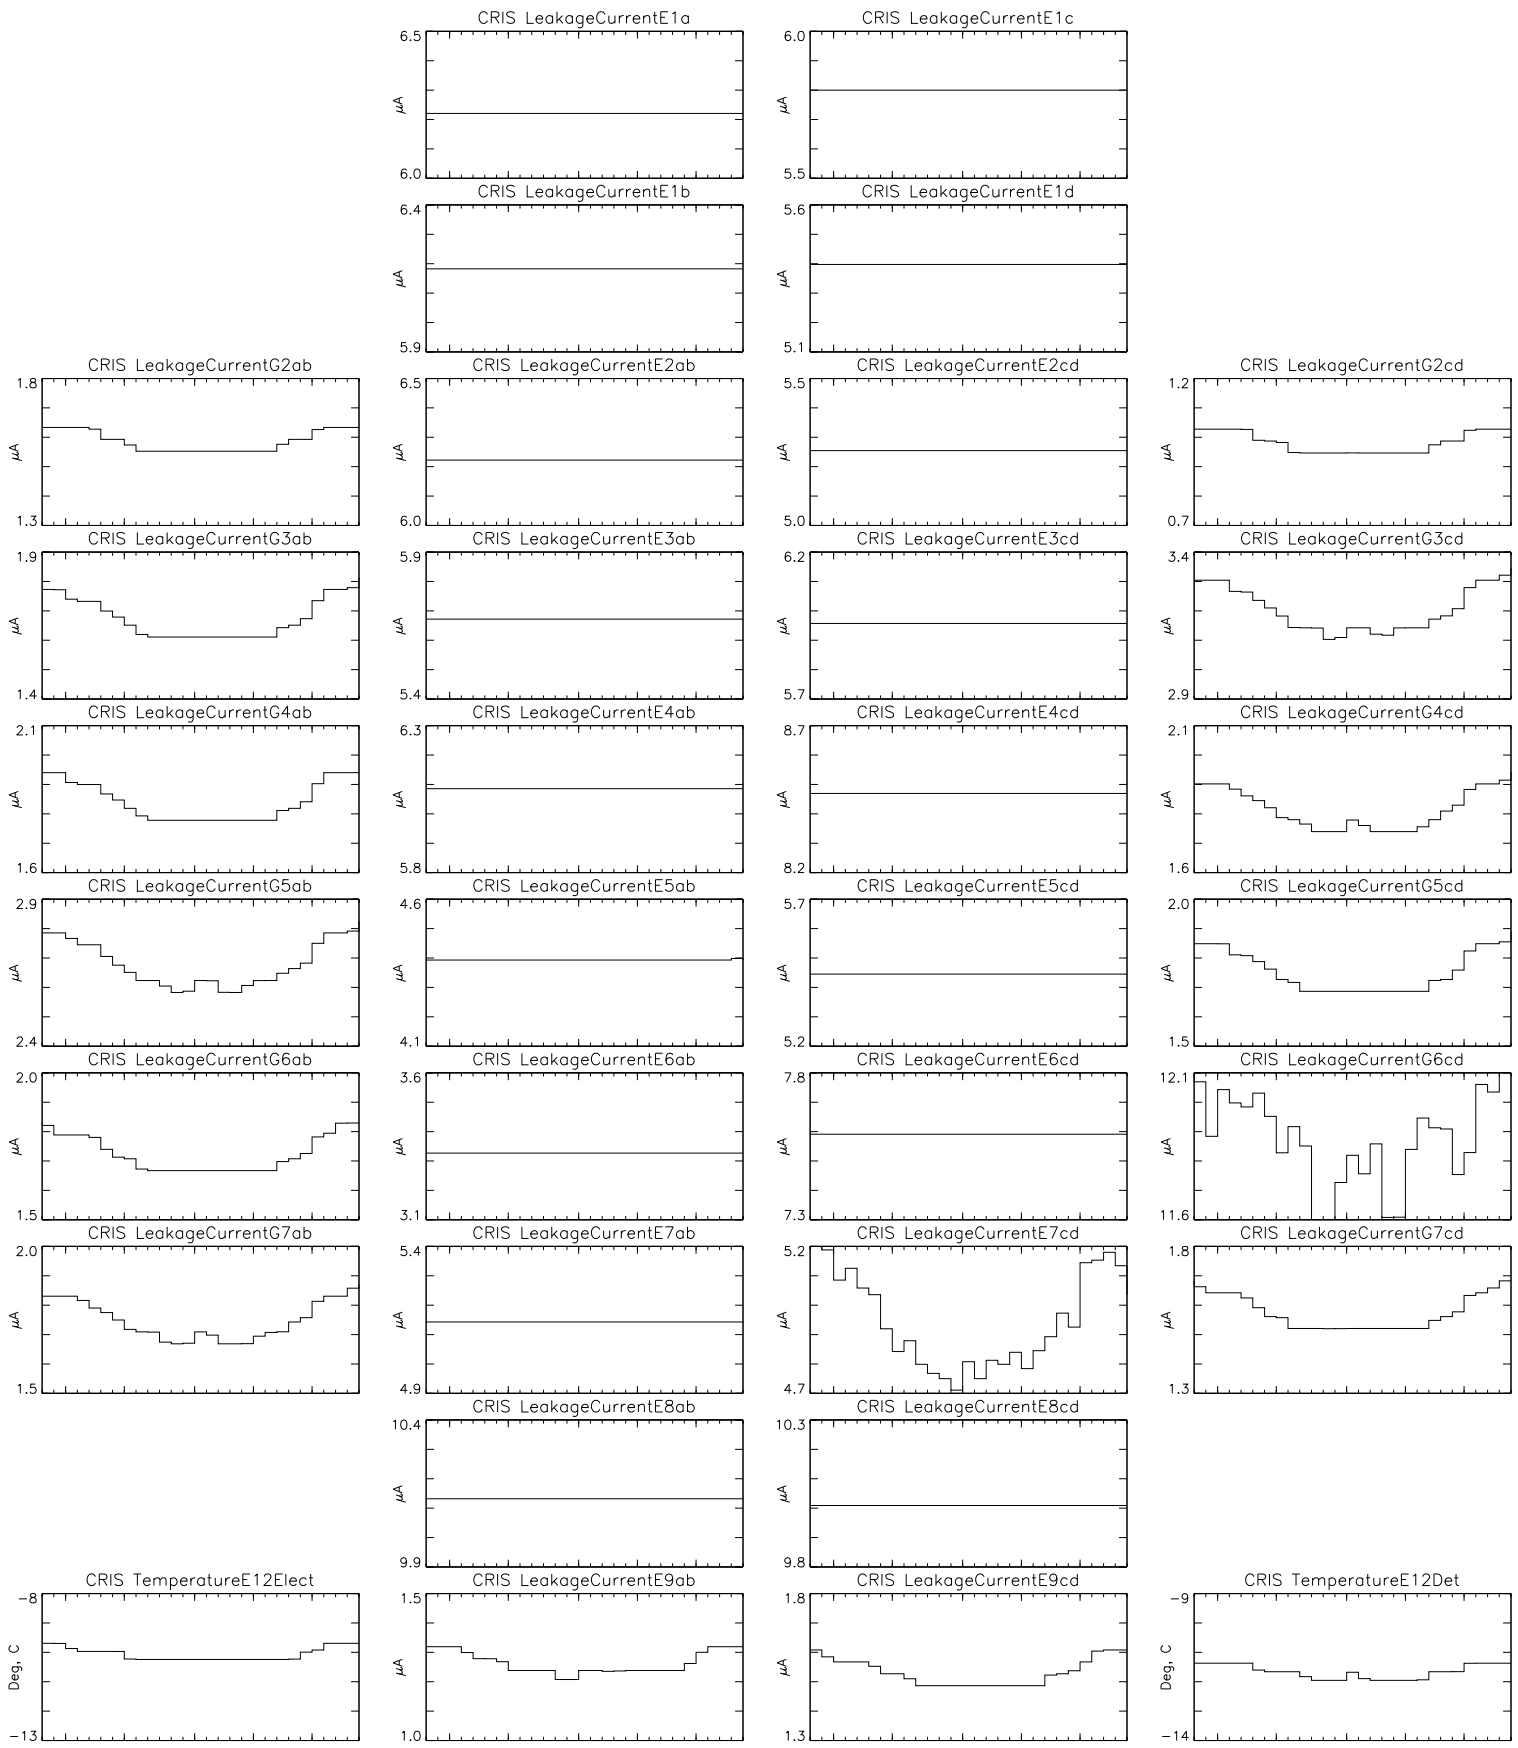 CRIS LeakageCurrentE1a
6.5
μA
6.0
CRIS LeakageCurrentE1c
6.0
μA
5.5
CRIS LeakageCurrentE1b
6.4
μA
5.9
CRIS LeakageCurrentE1d
5.6
μA
5.1
CRIS LeakageCurrentG2ab
1.8
μA
1.3
CRIS LeakageCurrentE2ab
6.5
μA
6.0
CRIS LeakageCurrentE2cd
5.5
μA
5.0
CRIS LeakageCurrentG2cd
1.2
μA
0.7
CRIS LeakageCurrentG3ab
1.9
μA
1.4
CRIS LeakageCurrentE3ab
5.9
μA
5.4
CRIS LeakageCurrentE3cd
6.2
μA
5.7
CRIS LeakageCurrentG3cd
3.4
μA
2.9
CRIS LeakageCurrentG4ab
2.1
μA
1.6
CRIS LeakageCurrentE4ab
6.3
μA
5.8
CRIS LeakageCurrentE4cd
8.7
μA
8.2
CRIS LeakageCurrentG4cd
2.1
μA
1.6
CRIS LeakageCurrentG5ab
2.9
μA
2.4
CRIS LeakageCurrentE5ab
4.6
μA
4.1
CRIS LeakageCurrentE5cd
5.7
μA
5.2
CRIS LeakageCurrentG5cd
2.0
μA
1.5
CRIS LeakageCurrentG6ab
2.0
μA
1.5
CRIS LeakageCurrentE6ab
3.6
μA
3.1
CRIS LeakageCurrentE6cd
7.8
μA
7.3
CRIS LeakageCurrentG6cd
12.1
μA
11.6
CRIS LeakageCurrentG7ab
2.0
μA
1.5
CRIS LeakageCurrentE7ab
5.4
μA
4.9
CRIS LeakageCurrentE7cd
5.2
μA
4.7
CRIS LeakageCurrentG7cd
1.8
μA
1.3
CRIS LeakageCurrentE8ab
10.4
μA
9.9
CRIS LeakageCurrentE8cd
10.3
μA
9.8
CRIS TemperatureE12Elect
-8
Deg, C
-13
CRIS LeakageCurrentE9ab
1.5
μA
1.0
CRIS LeakageCurrentE9cd
1.8
μA
1.3
CRIS TemperatureE12Det
-9
Deg, C
-14